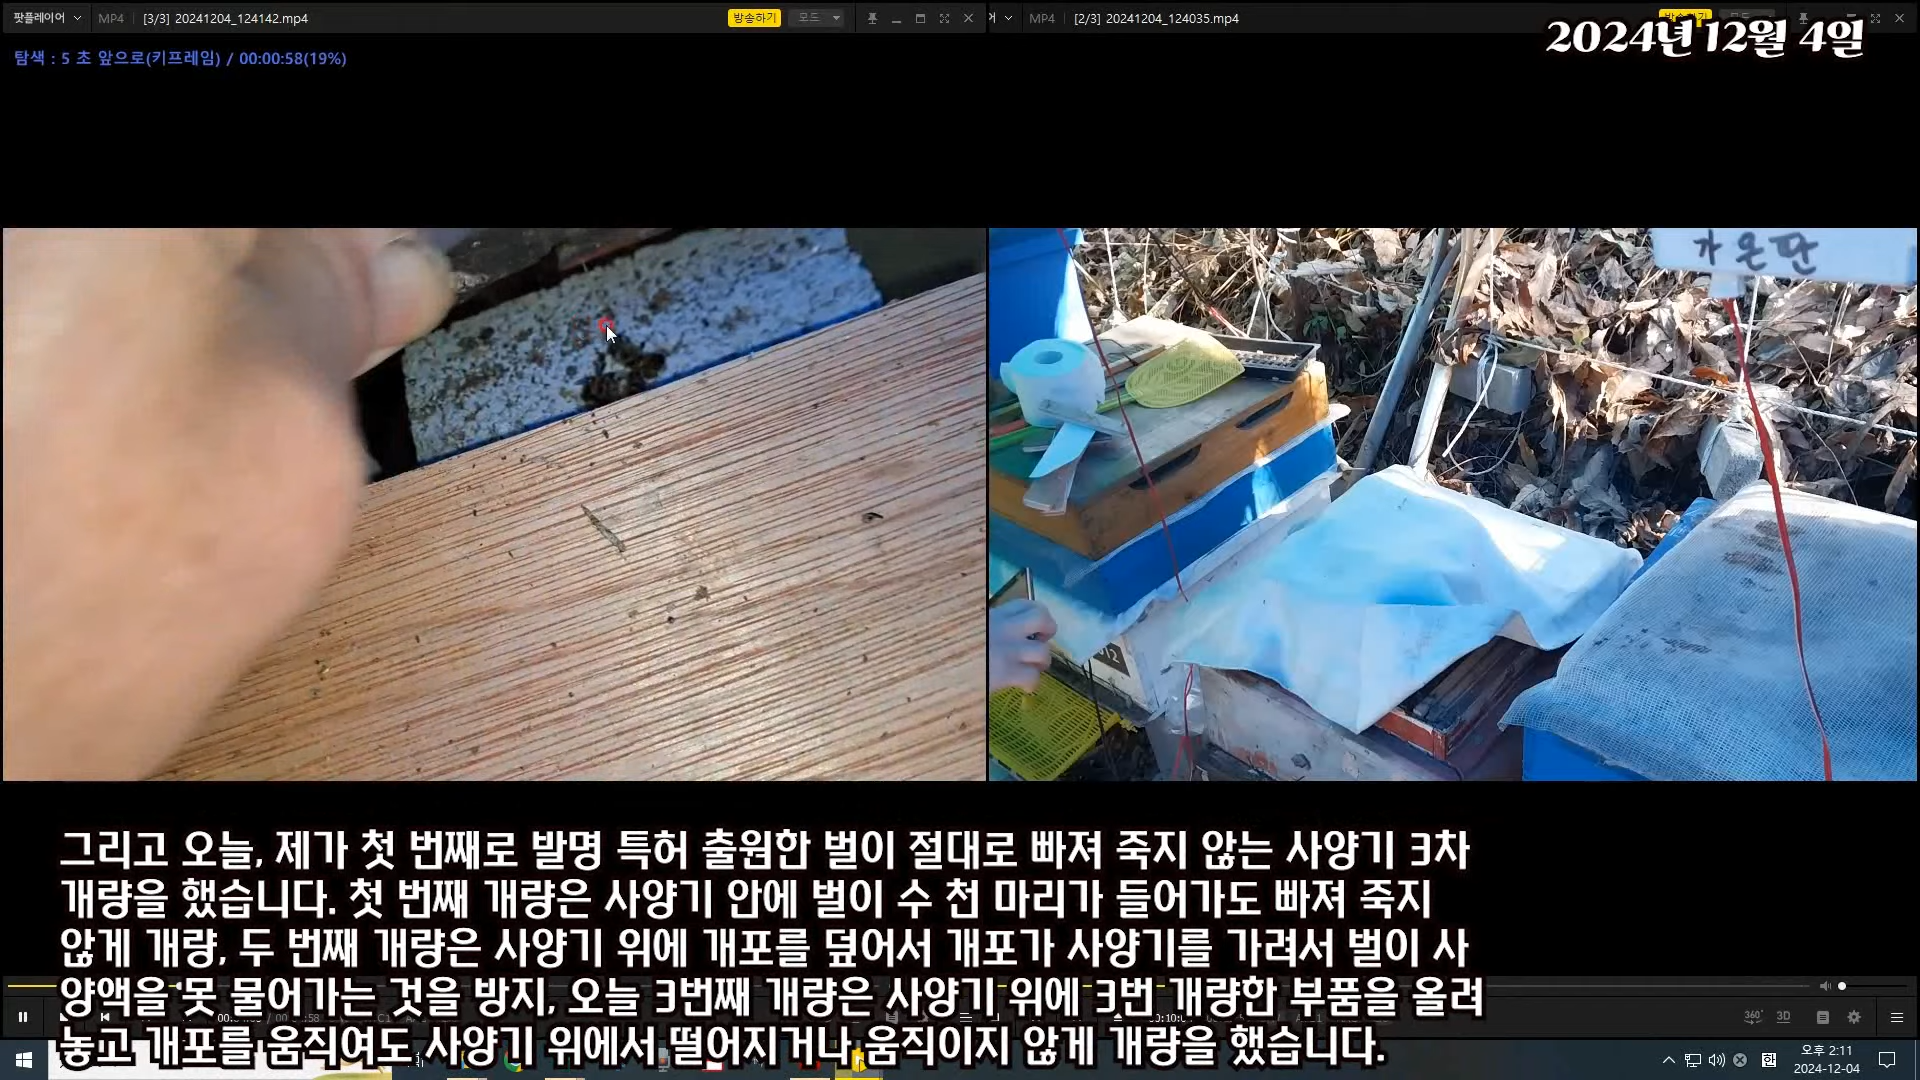 팟플레이어
MP4
[3/3] 20241204_124142.mp4
방송하기
모드
MP4
[2/3] 20241204_124035.mp4
2024년 12월 4일
탐색 : 5 초 앞으로(키프레임) / 00:00:58(19%)
가온딴
그리고 오늘, 제가 첫 번째로 발명 특허 출원한 벌이 절대로 빠져 죽지 않는 사양기 3차
개량을 했습니다. 첫 번째 개량은 사양기 안에 벌이 수 천 마리가 들어가도 빠져 죽지
않게 개량, 두 번째 개량은 사양기 위에 개포를 덮어서 개포가 사양기를 가려서 벌이 사
양액을 못 물어가는 것을 방지, 오늘 3번째 개량은 사양기 위에 3번 개량한 부품을 올려
놓고 개포를 움직여도 사양기 위에서 떨어지거나 움직이지 않게 개량을 했습니다.
360°
3D
한
오후 2:11
2024-12-04